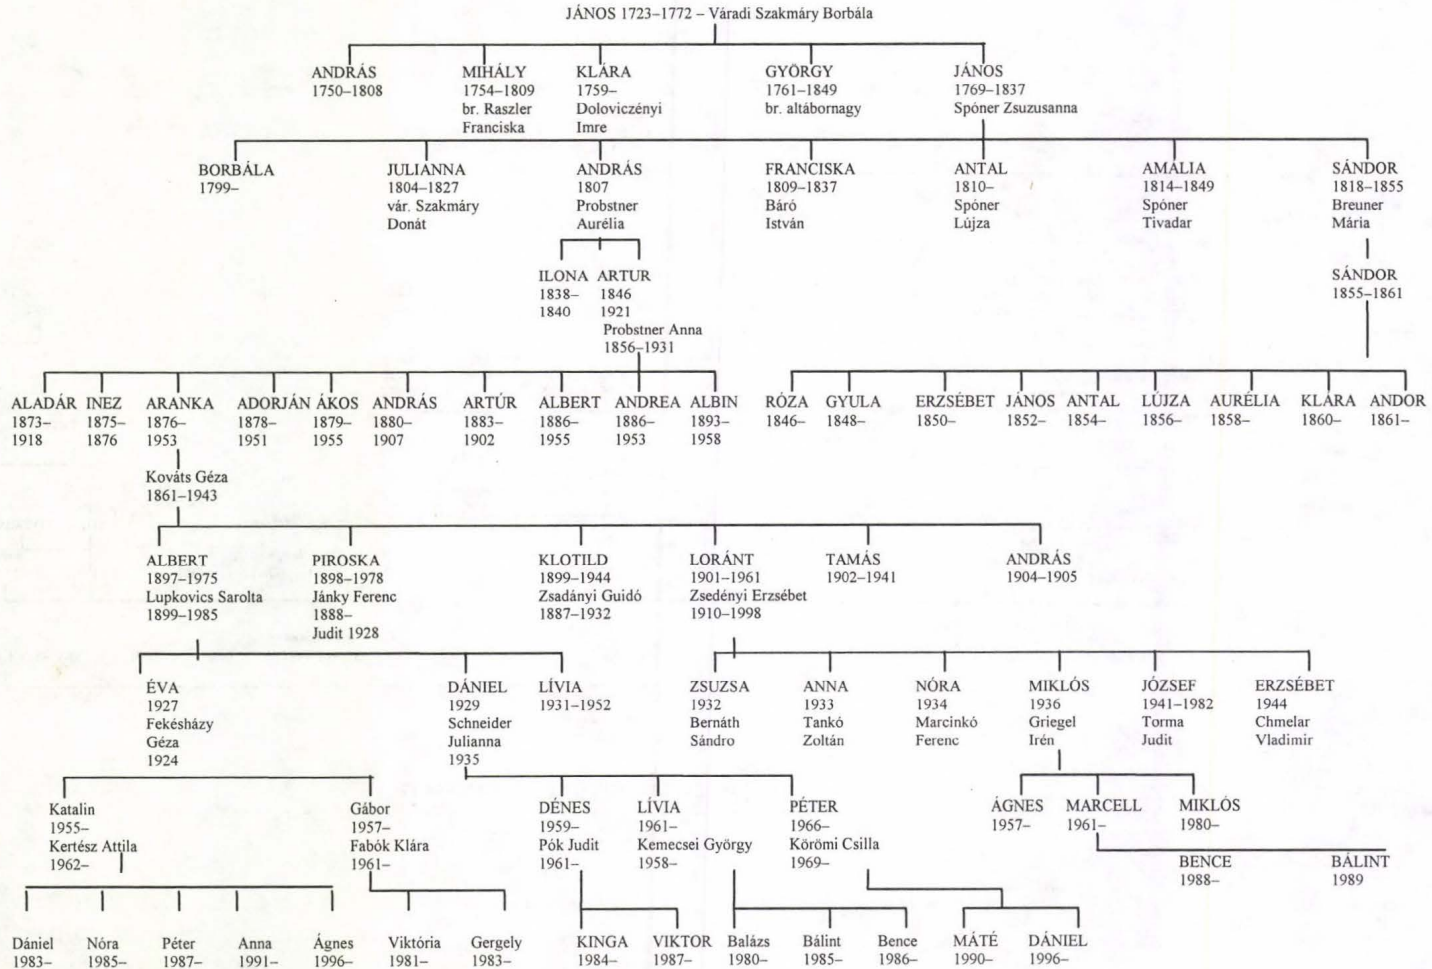 JÁNOS 1723–1772 – Váradi Szakmáry Borbála
ANDRÁS
1750–1808
MIHÁLY
1754–1809
br. Raszler
Franciska
KLÁRA
1759–
Doloviczényi
Imre
GYÖRGY
1761–1849
br. altábornagy
JÁNOS
1769–1837
Spóner Zsuzusanna
BORBÁLA
1799–
JULIANNA
1804–1827
vár. Szakmáry
Donát
ANDRÁS
1807
Probstner
Aurélia
FRANCISKA
1809–1837
Báró
István
ANTAL
1810–
Spóner
Lújza
AMÁLIA
1814–1849
Spóner
Tivadar
SÁNDOR
1818–1855
Breuner
Mária
ILONA
1838–
1840
ARTUR
1846
1921
Probstner Anna
1856–1931
SÁNDOR
1855–1861
ALADÁR
1873–
1918
INEZ
1875–
1876
ARANKA
1876–
1953
ADORJÁN
1878–
1951
ÁKOS
1879–
1955
ANDRÁS
1880–
1907
ARTÚR
1883–
1902
ALBERT
1886–
1955
ANDREA
1886–
1953
ALBIN
1893–
1958
RÓZA
1846–
GYULA
1848–
ERZSÉBET
1850–
JÁNOS
1852–
ANTAL
1854–
LÚJZA
1856–
AURÉLIA
1858–
KLÁRA
1860–
ANDOR
1861–
Kováts Géza
1861–1943
ALBERT
1897–1975
Lupkovics Sarolta
1899–1985
PIROSKA
1898–1978
Jánky Ferenc
1888–
Judit 1928
KLOTILD
1899–1944
Zsadányi Guidó
1887–1932
LORÁNT
1901–1961
Zsedényi Erzsébet
1910–1998
TAMÁS
1902–1941
ANDRÁS
1904–1905
ÉVA
1927
Fekésházy
Géza
1924
DÁNIEL
1929
Schneider
Julianna
1935
LÍVIA
1931–1952
ZSUZSA
1932
Bernáth
Sándro
ANNA
1933
Tankó
Zoltán
NÓRA
1934
Marcinkó
Ferenc
MIKLÓS
1936
Griegel
Irén
JÓZSEF
1941–1982
Torma
Judit
ERZSÉBET
1944
Chmelar
Vladimir
Katalin
1955–
Kertész Attila
1962–
Gábor
1957–
Fabók Klára
1961–
DÉNES
1959–
Pók Judit
1961–
LÍVIA
1961–
Kemecsei György
1958–
PÉTER
1966–
Körömi Csilla
1969–
ÁGNES
1957–
MARCELL
1961–
MIKLÓS
1980–
BENCE
1988–
BÁLINT
1989
Dániel
1983–
Nóra
1985–
Péter
1987–
Anna
1991–
Ágnes
1996–
Viktória
1981–
Gergely
1983–
KINGA
1984–
VIKTOR
1987–
Balázs
1980–
Bálint
1985–
Bence
1986–
MÁTÉ
1990–
DÁNIEL
1996–